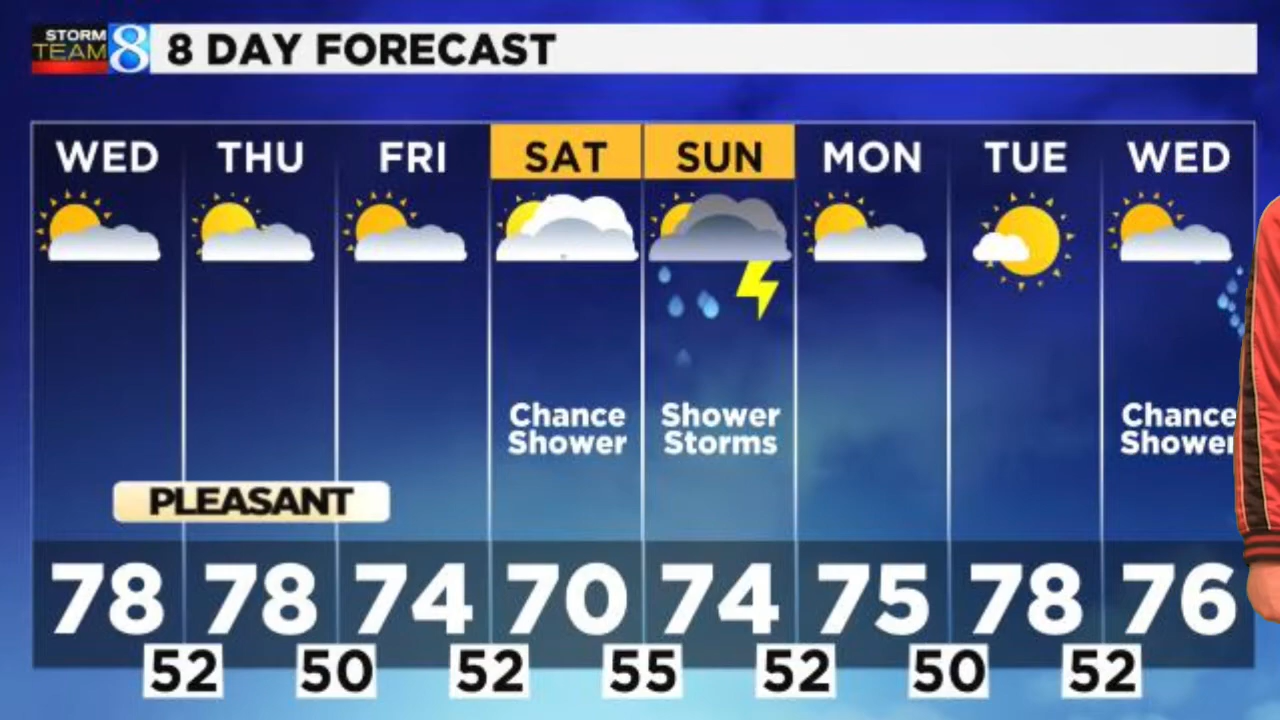 STORM
TEAM 8
8 DAY FORECAST
WED THU FRI SAT SUN MON TUE WED
Chance Shower Chance
Shower Storms Shower
PLEASANT
78 78 74 70 74 75 78 76
52 50 52 55 52 50 52